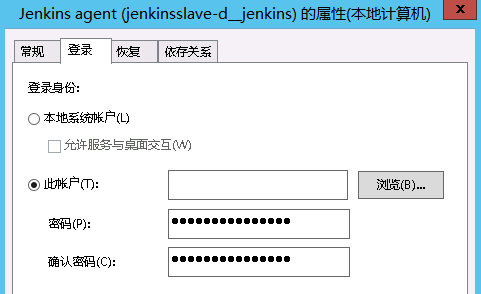 Jenkins agent (jenkinsslave-d__jenkins) 的属性(本地计算机)
x
常规 登录 恢复 依存关系
登录身份:
本地系统帐户(L)
允许服务与桌面交互(W)
此帐户(T): 浏览(B)...
密码(P): ●●●●●●●●●●●●●●●
确认密码(C): ●●●●●●●●●●●●●●●